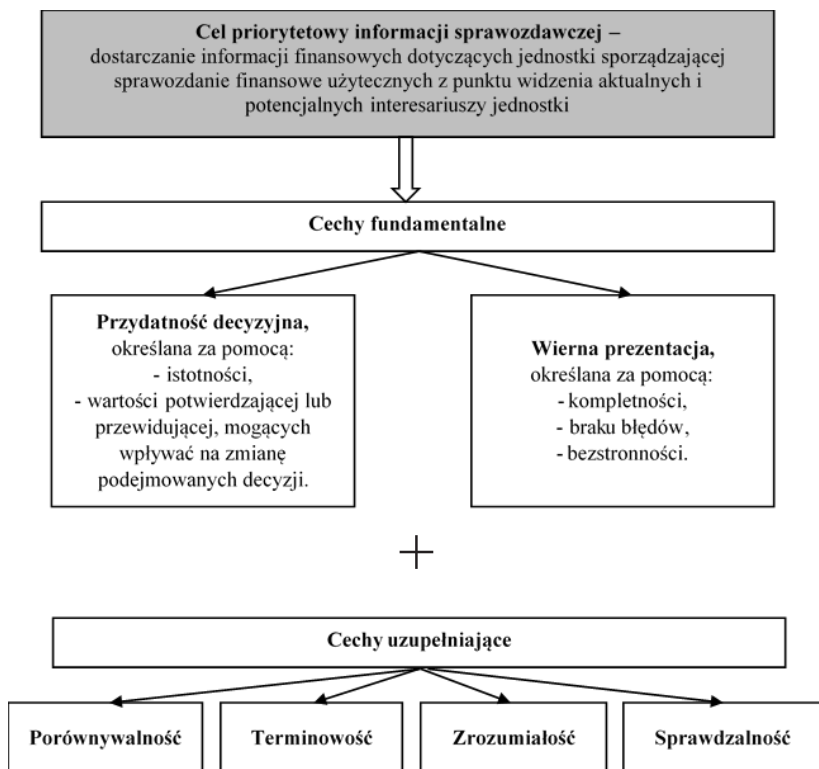 Cel priorytetowy informacji sprawozdawczej –
dostarczanie informacji finansowych dotyczących jednostki sporządzającej
sprawozdanie finansowe użytecznych z punktu widzenia aktualnych i
potencjalnych interesariuszy jednostki
Cechy fundamentalne
Przydatność decyzyjna,
określana za pomocą:
- istotności,
- wartości potwierdzającej lub
przewidującej, mogących
wpływać na zmianę
podejmowanych decyzji.
Wierna prezentacja,
określana za pomocą:
- kompletności,
- braku błędów,
- bezstronności.
+
Cechy uzupełniające
Porównywalność
Terminowość
Zrozumiałość
Sprawdzalność